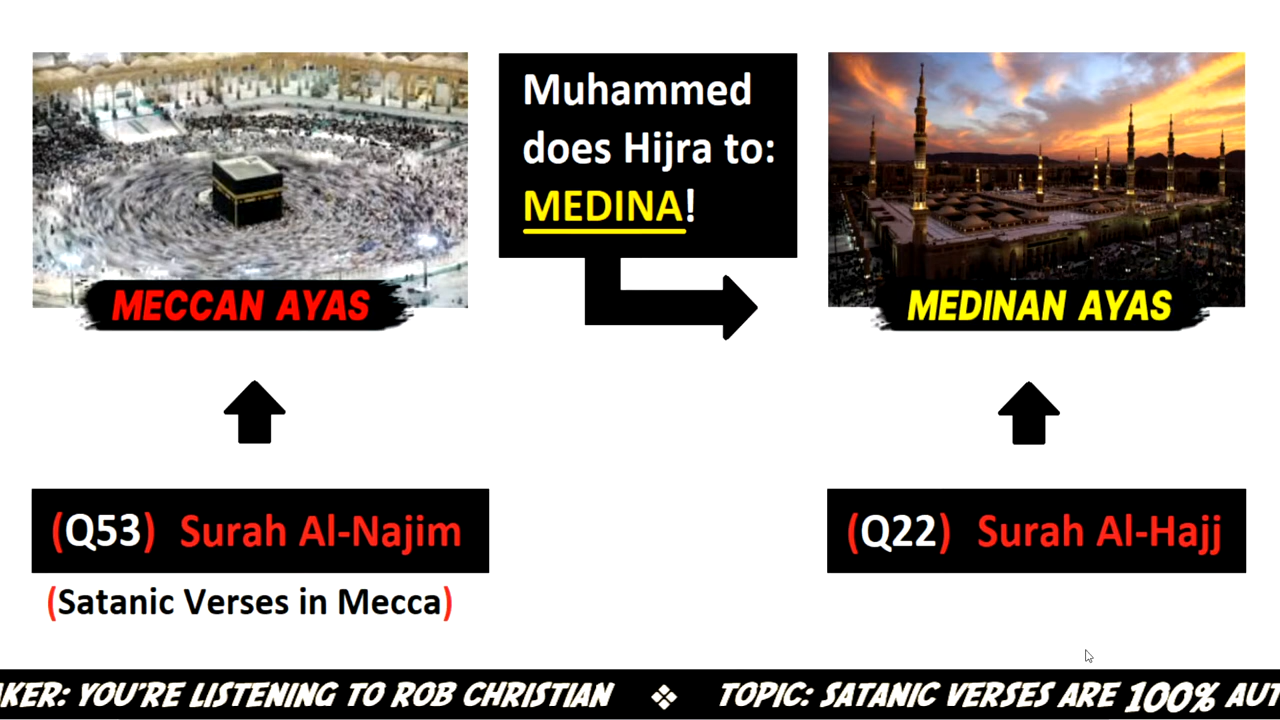 Muhammed
does Hijra to:
MEDINA!
MECCAN AYAS
MEDINAN AYAS
(Q53) Surah Al-Najim
(Q22) Surah Al-Hajj
(Satanic Verses in Mecca)
AKER: YOU'RE LISTENING TO ROB CHRISTIAN ❖ TOPIC: SATANIC VERSES ARE 100% AUT